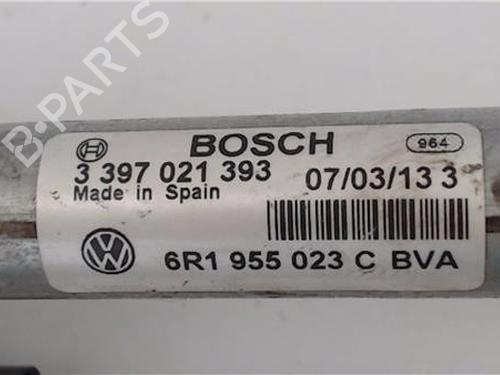 B-PARTS
BOSCH
964
3 397 021 393
07/03/13 3
Made in Spain
6R1 955 023 C BVA